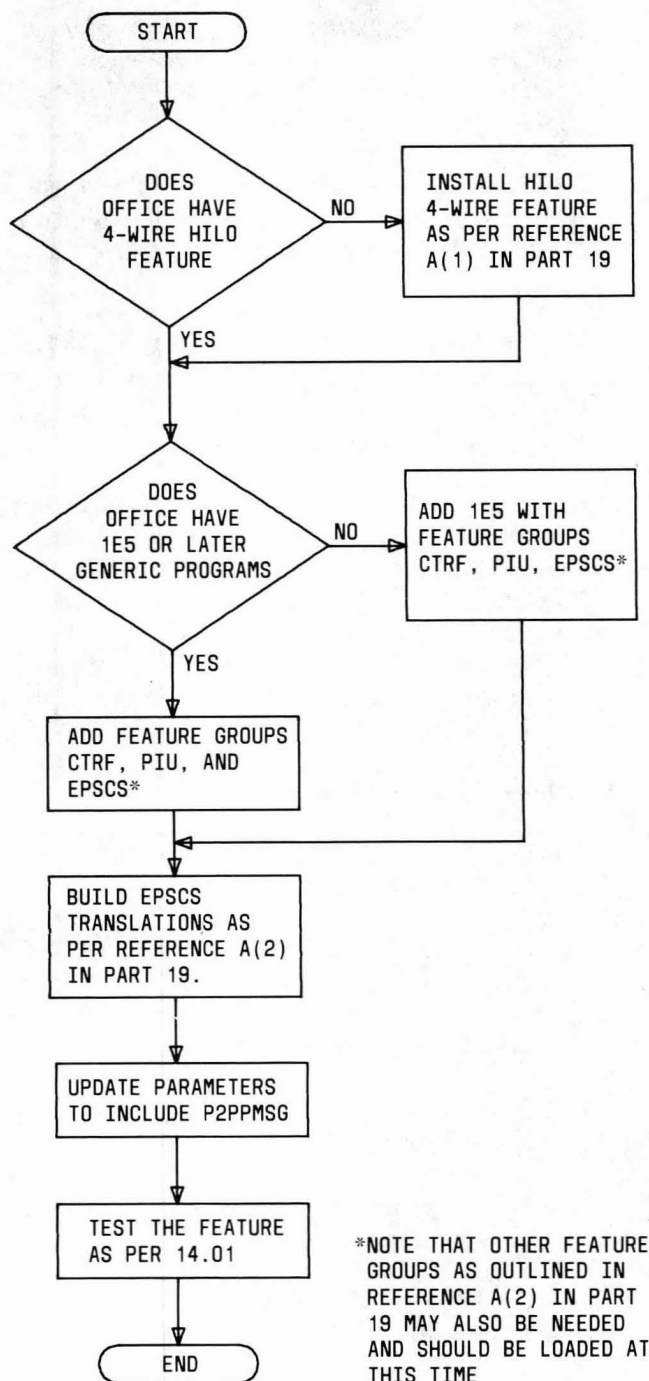 START
DOES
OFFICE HAVE
4-WIRE HILO
FEATURE
NO
INSTALL HILO
4-WIRE FEATURE
AS PER REFERENCE
A(1) IN PART 19
YES
DOES
OFFICE HAVE
1E5 OR LATER
GENERIC PROGRAMS
NO
ADD 1E5 WITH
FEATURE GROUPS
CTRF, PIU, EPSCS*
YES
ADD FEATURE GROUPS
CTRF, PIU, AND
EPSCS*
BUILD EPSCS
TRANSLATIONS AS
PER REFERENCE A(2)
IN PART 19.
UPDATE PARAMETERS
TO INCLUDE P2PPMSG
TEST THE FEATURE
AS PER 14.01
END
*NOTE THAT OTHER FEATURE
GROUPS AS OUTLINED IN
REFERENCE A(2) IN PART
19 MAY ALSO BE NEEDED
AND SHOULD BE LOADED AT
THIS TIME